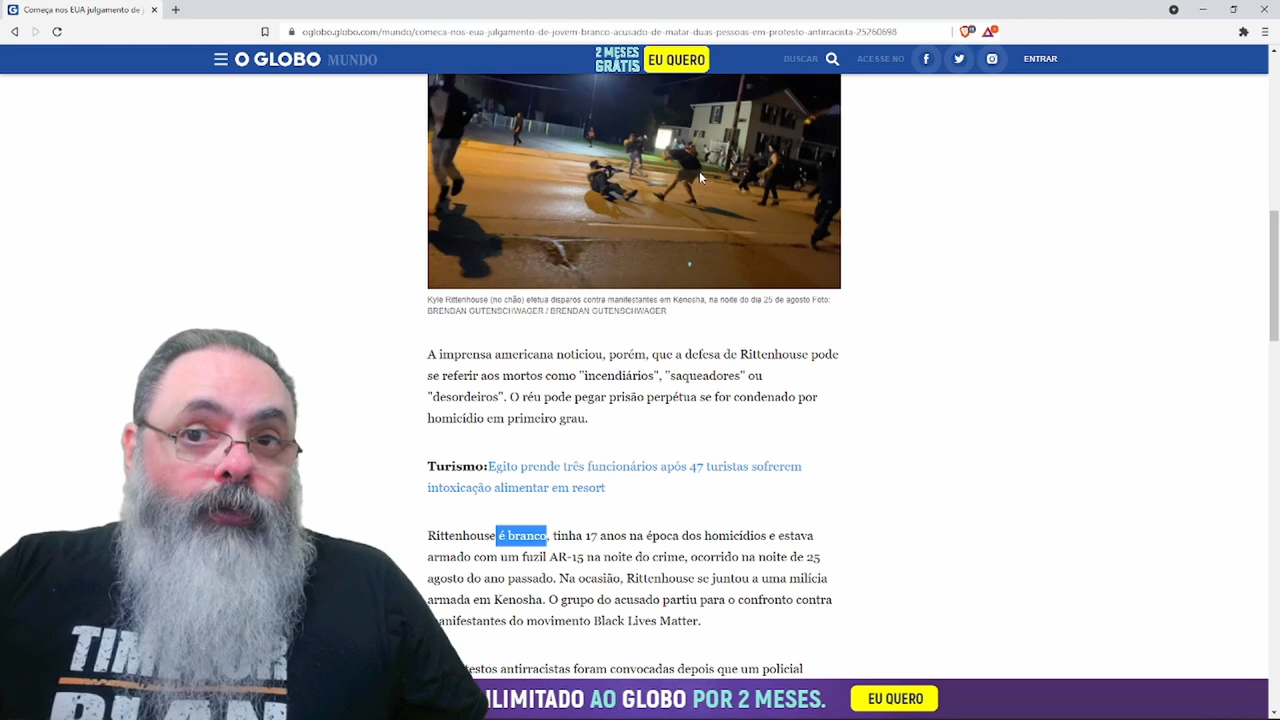 Começa nos EUA julgamento de j
oglobo.globo.com/mundo/comeca-nos-eua-julgamento-de-jovem-branco-acusado-de-matar-duas-pessoas-em-protesto-antirracista-25260698
O GLOBO MUNDO
2 MESES GRÁTIS EU QUERO
BUSCAR
ACESSE NO
ENTRAR
Kyle Rittenhouse (no chão) efetua disparos contra manifestantes em Kenosha, na noite do dia 25 de agosto Foto:
BRENDAN GUTENSCHWAGER / BRENDAN GUTENSCHWAGER
A imprensa americana noticiou, porém, que a defesa de Rittenhouse pode
se referir aos mortos como "incendiários", "saqueadores" ou
"desordeiros". O réu pode pegar prisão perpétua se for condenado por
homicídio em primeiro grau.
Turismo:Egito prende três funcionários após 47 turistas sofrerem
intoxicação alimentar em resort
Rittenhouse é branco, tinha 17 anos na época dos homicídios e estava
armado com um fuzil AR-15 na noite do crime, ocorrido na noite de 25
agosto do ano passado. Na ocasião, Rittenhouse se juntou a uma milícia
armada em Kenosha. O grupo do acusado partiu para o confronto contra
manifestantes do movimento Black Lives Matter.
testos antirracistas foram convocadas depois que um policial
ILIMITADO AO GLOBO POR 2 MESES. EU QUERO